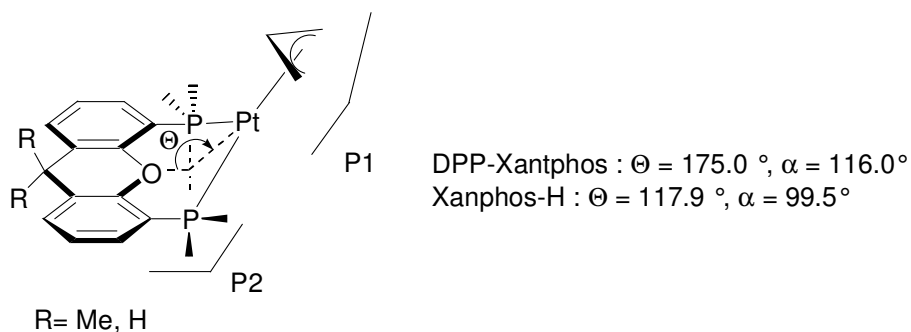 P
Pt
Θ
R
R
O
P
P1
P2
DPP-Xantphos : Θ = 175.0 °, α = 116.0°
Xanphos-H : Θ = 117.9 °, α = 99.5°
R= Me, H